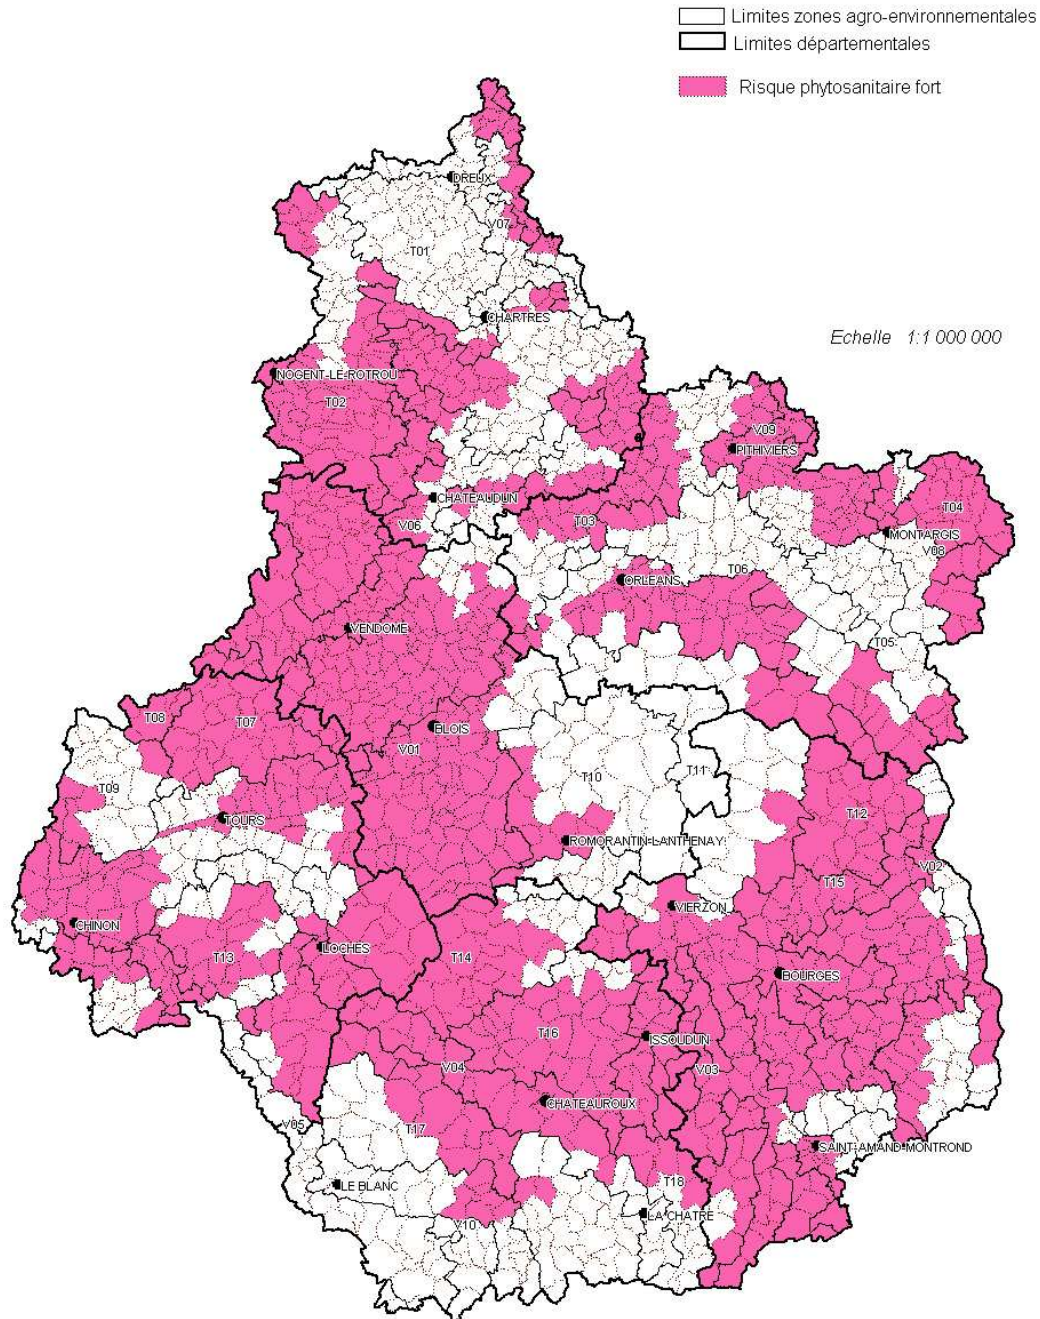 Limites zones agro-environnementales
Limites départementales
Risque phytosanitaire fort
DREUX
V07
T01
CHARTRES
Echelle 1:1 000 000
NOGENT-LE-ROTROU
T02
V09
PITHIVIERS
CHATEAUDUN
T04
V06
T03
MONTARGIS
V08
T06
ORLEANS
VENDOME
T05
T08
T07
BLOIS
V01
T10
T11
T09
TOURS
T12
ROMORANTIN-LANTHENAY
V02
T15
VIERZON
CHINON
LOCHES
T13
T14
BOURGES
T16
ISSOUDUN
V04
V03
CHATEAUROUX
V05
T17
SAINT-AMAND-MONTROND
LE BLANC
T18
LA CHATRE
V10